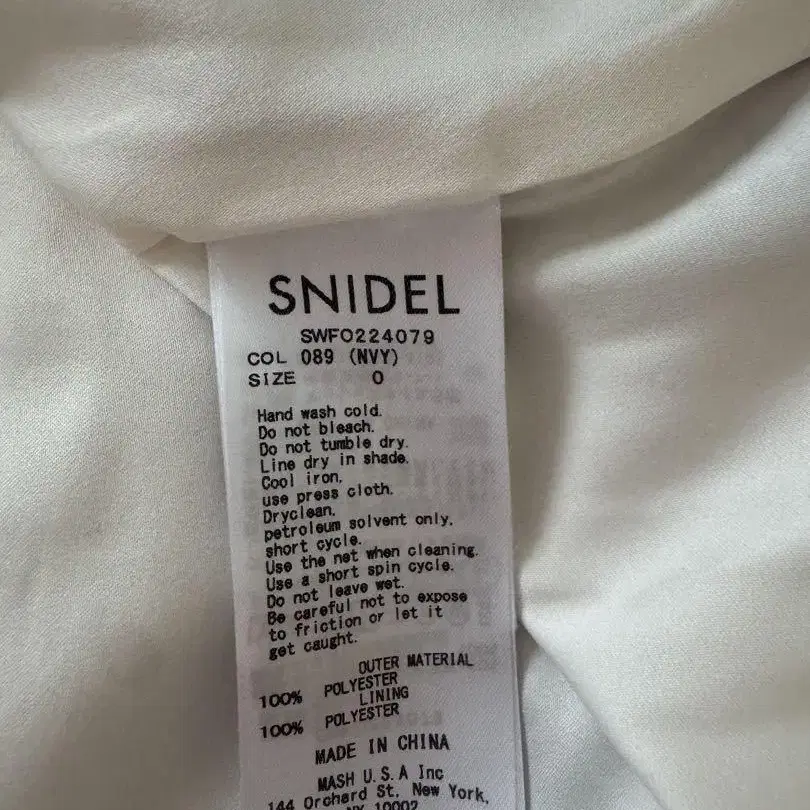 SNIDEL
SWFO224079
COL 089 (NVY)
SIZE 0
Hand wash cold.
Do not bleach.
Do not tumble dry.
Line dry in shade.
Cool iron.
use press cloth.
Dryclean.
petroleum solvent only.
short cycle.
Use the net when cleaning.
Use a short spin cycle.
Do not leave wet.
Be careful not to expose
to friction or let it
get caught.
OUTER MATERIAL
100% POLYESTER
LINING
100% POLYESTER
MADE IN CHINA
MASH U.S.A Inc
144 Orchard St. New York,
NY 10002